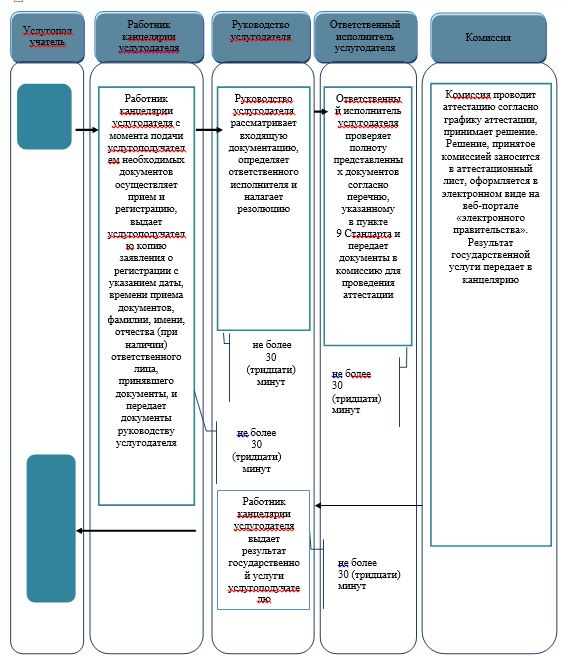 Услугопол
учатель
Работник
канцелярии
услугодателя
Руководство
услугодателя
Ответственный
исполнитель
услугодателя
Комиссия
Работник
канцелярии
услугодателя с
момента подачи
услугополучател
ем необходимых
документов
осуществляет
прием и
регистрацию,
выдает
услугополучател
ю копию
заявления о
регистрации с
указанием даты,
времени приема
документов,
фамилии, имени,
отчества (при
наличии)
ответственного
лица,
принявшего
документы, и
передает
документы
руководству
услугодателя
Руководство
услугодателя
рассматривает
входящую
документацию,
определяет
ответственного
исполнителя и
налагает
резолюцию
Ответственны
й исполнитель
услугодателя
проверяет
полноту
представленны
х документов
согласно
перечню,
указанному
в пункте
9 Стандарта и
передает
документы в
комиссию для
проведения
аттестации
Комиссия проводит
аттестацию согласно
графику аттестации,
принимает решение.
Решение, принятое
комиссией заносится
в аттестационный
лист, оформляется в
электронном виде на
веб-портале
«электронного
правительства».
Результат
государственной
услуги передает в
канцелярию
не более
30
(тридцати)
минут
не более
30
(тридцати)
минут
не более
30
(тридцати)
минут
Работник
канцелярии
услугодателя
выдает
результат
государственно
й услуги
услугополучате
лю
не более
30 (тридцати)
минут